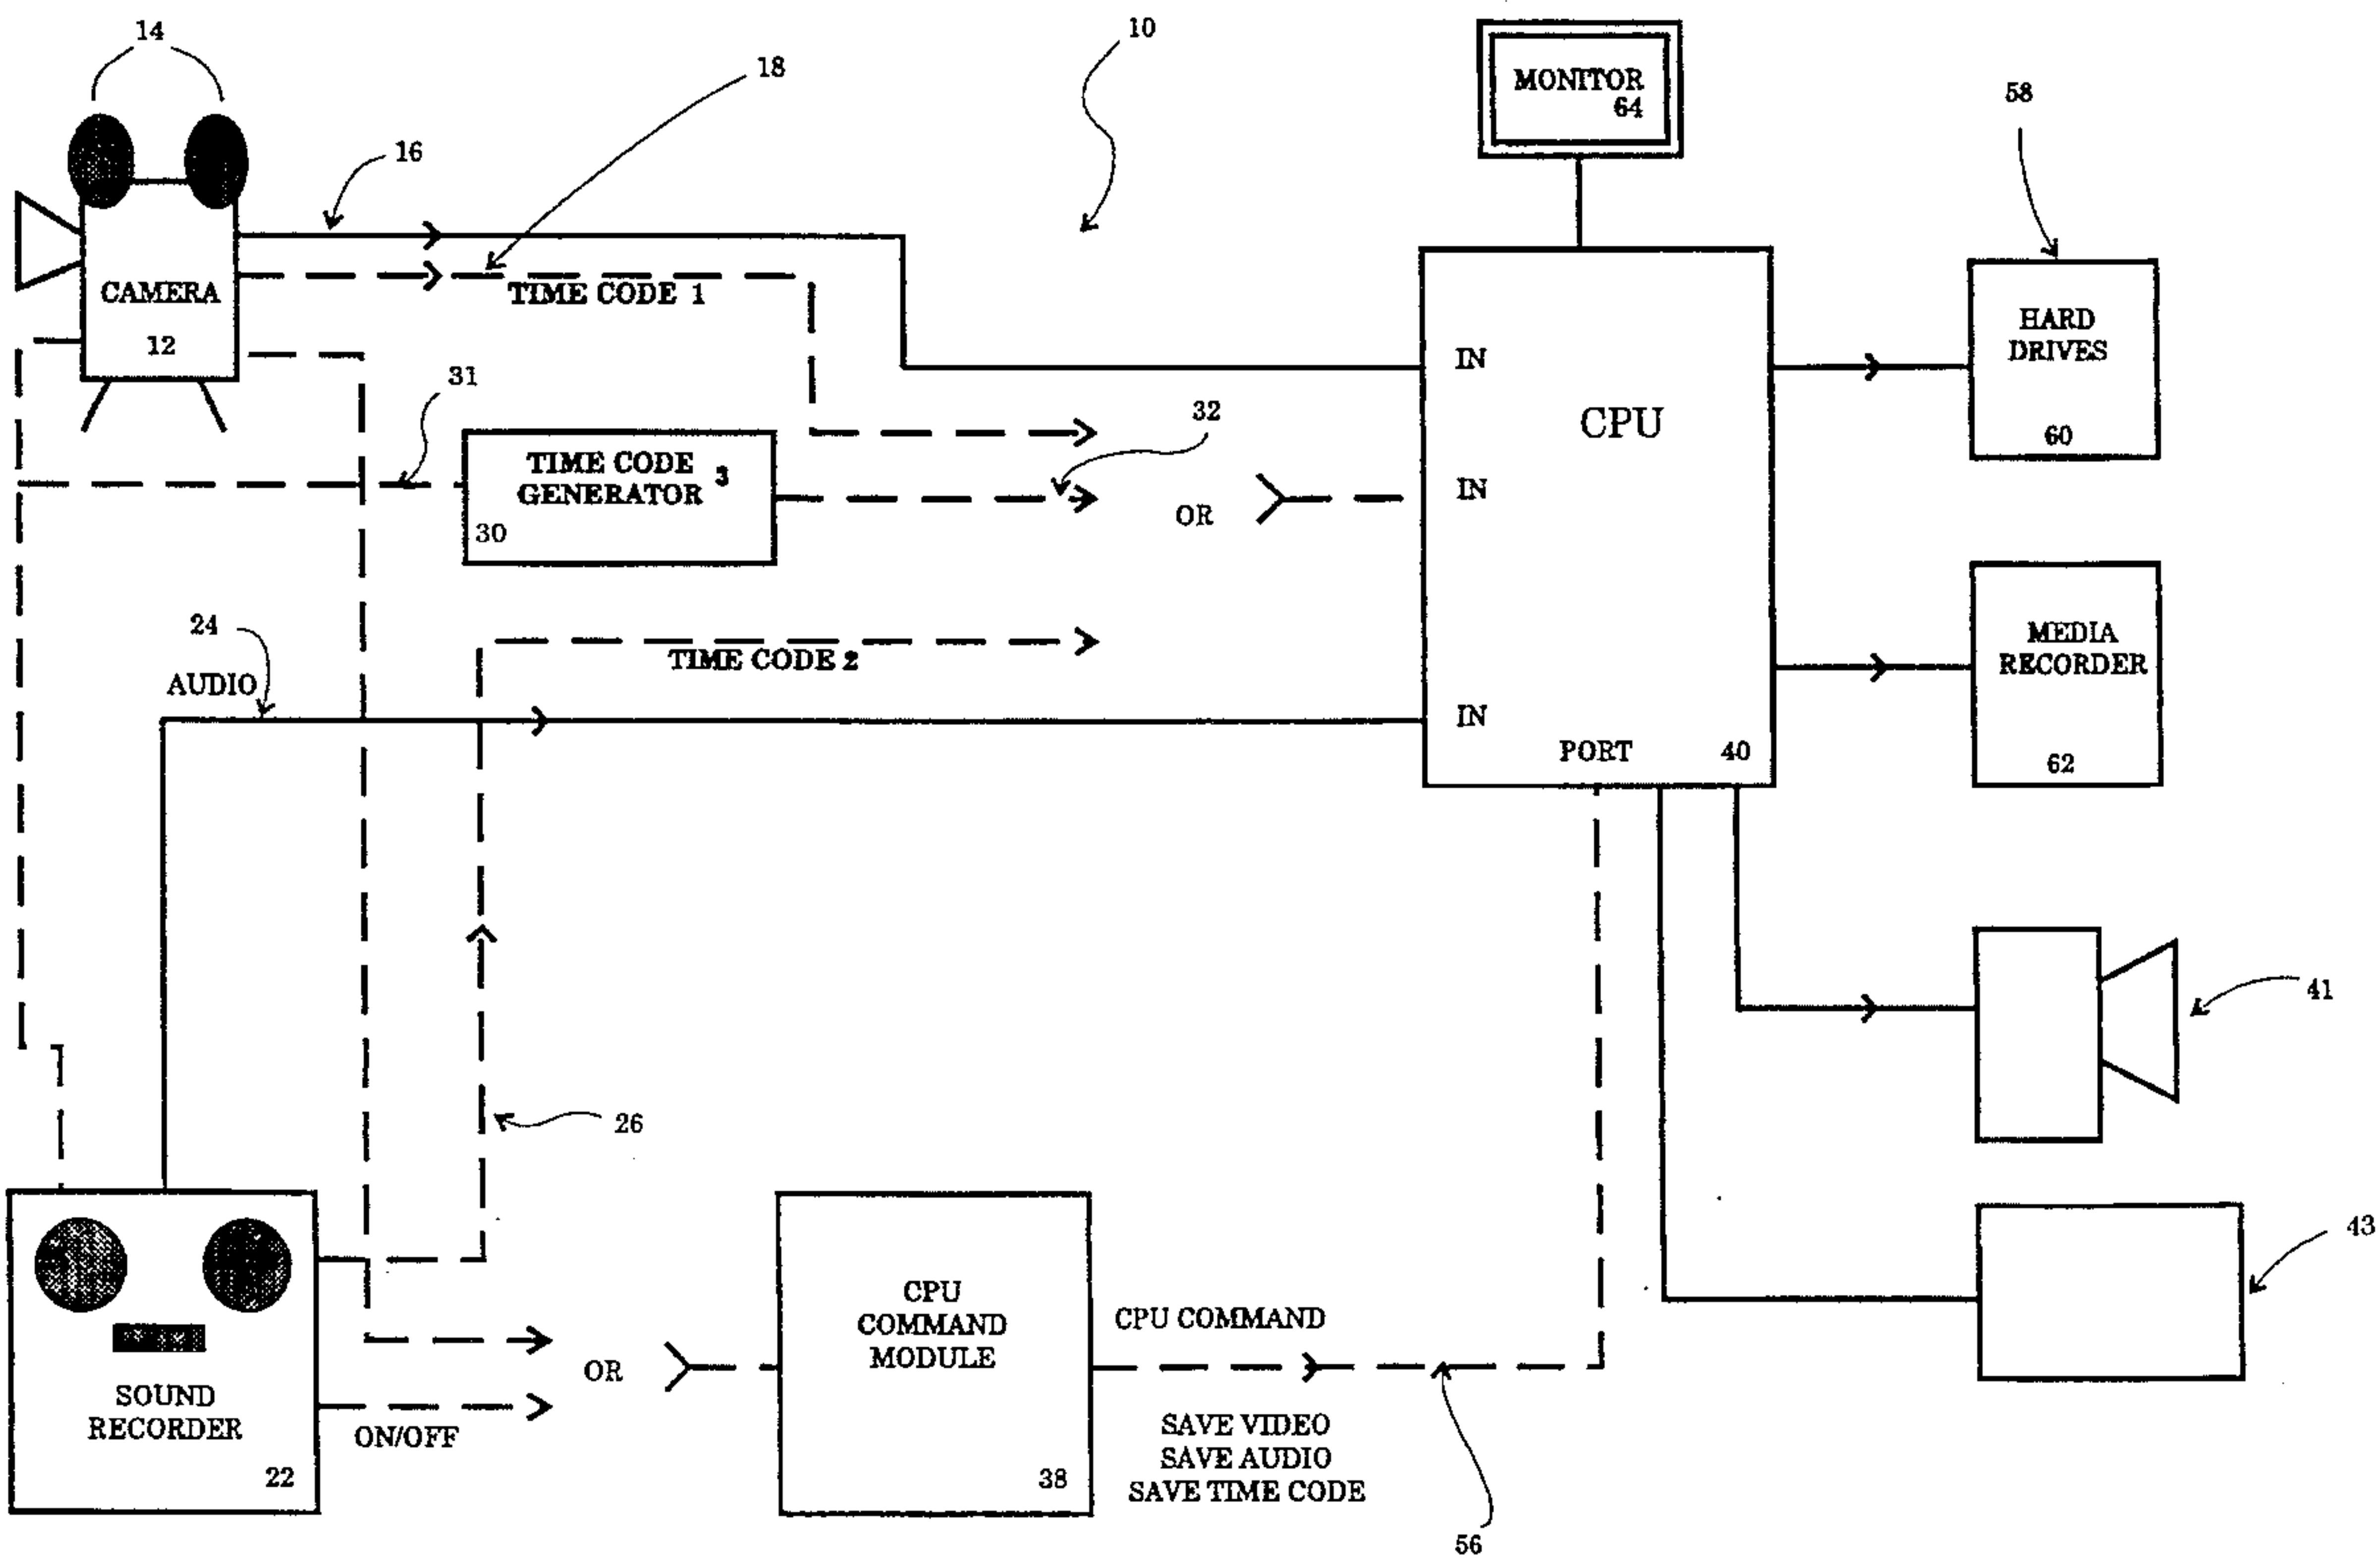 14
10
18
MONITOR
64
58
16
CAMERA
12
TIME CODE 1
HARD
DRIVES
60
IN
CPU
31
32
TIME CODE 3
GENERATOR
30
OR
IN
24
AUDIO
TIME CODE 2
MEDIA
RECORDER
62
IN
PORT
40
41
26
43
CPU
COMMAND
MODULE
38
CPU COMMAND
OR
SOUND
RECORDER
22
ON/OFF
SAVE VIDEO
SAVE AUDIO
SAVE TIME CODE
56